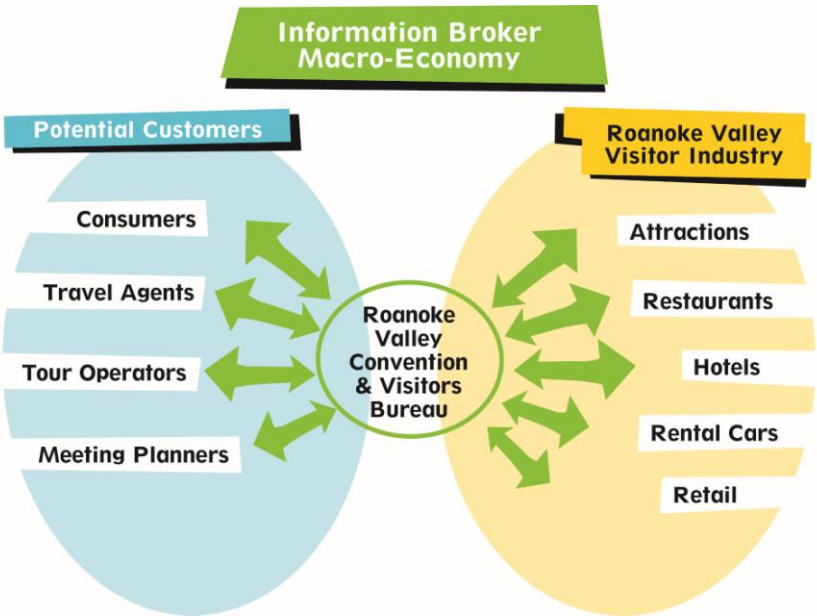 Information Broker
Macro-Economy
Potential Customers
Roanoke Valley
Visitor Industry
Consumers
Travel Agents
Tour Operators
Meeting Planners
Roanoke
Valley
Convention
& Visitors
Bureau
Attractions
Restaurants
Hotels
Rental Cars
Retail